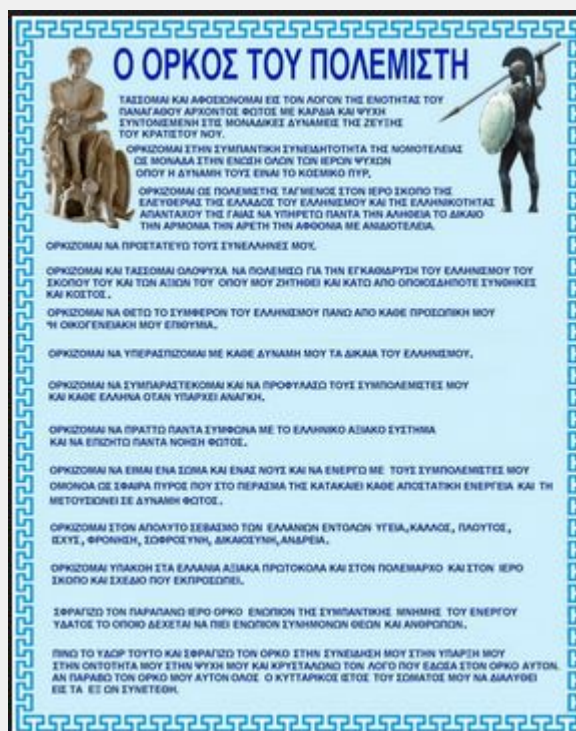 Ο ΟΡΚΟΣ ΤΟΥ ΠΟΛΕΜΙΣΤΗ
ΤΑΣΣΟΜΑΙ ΚΑΙ ΑΦΟΣΙΩΝΟΜΑΙ ΕΙΣ ΤΟΝ ΛΟΓΟΝ ΤΗΣ ΕΝΟΤΗΤΑΣ ΤΟΥ
ΠΑΝΑΓΑΘΟΥ ΑΡΧΟΝΤΟΣ ΦΩΤΟΣ ΜΕ ΚΑΡΔΙΑ ΚΑΙ ΨΥΧΗ
ΣΥΝΤΟΝΙΣΜΕΝΗ ΣΤΙΣ ΜΟΝΑΔΙΚΕΣ ΔΥΝΑΜΕΙΣ ΤΗΣ ΖΕΥΞΗΣ
ΤΟΥ ΚΡΑΤΙΣΤΟΥ ΝΟΥ.
ΟΡΚΙΖΟΜΑΙ ΣΤΗΝ ΣΥΜΠΑΝΤΙΚΗ ΣΥΝΕΙΔΗΤΟΤΗΤΑ ΤΗΣ ΝΟΜΟΤΕΛΕΙΑΣ
ΩΣ ΜΟΝΑΔΑ ΣΤΗΝ ΕΝΩΣΗ ΟΛΩΝ ΤΩΝ ΙΕΡΩΝ ΨΥΧΩΝ
ΟΠΟΥ Η ΔΥΝΑΜΗ ΤΟΥΣ ΕΙΝΑΙ ΤΟ ΚΟΣΜΙΚΟ ΠΥΡ.
ΟΡΚΙΖΟΜΑΙ ΩΣ ΠΟΛΕΜΙΣΤΗΣ ΤΑΓΜΕΝΟΣ ΣΤΟΝ ΙΕΡΟ ΣΚΟΠΟ ΤΗΣ
ΕΛΕΥΘΕΡΙΑΣ ΤΗΣ ΕΛΛΑΔΟΣ ΤΟΥ ΕΛΛΗΝΙΣΜΟΥ ΚΑΙ ΤΗΣ ΕΛΛΗΝΙΚΟΤΗΤΑΣ
ΑΠΑΝΤΑΧΟΥ ΤΗΣ ΓΑΙΑΣ ΝΑ ΥΠΗΡΕΤΩ ΠΑΝΤΑ ΤΗΝ ΑΛΗΘΕΙΑ ΤΟ ΔΙΚΑΙΟ
ΤΗΝ ΑΡΜΟΝΙΑ ΤΗΝ ΑΡΕΤΗ ΤΗΝ ΑΦΘΟΝΙΑ ΜΕ ΑΝΙΔΙΟΤΕΛΕΙΑ.
ΟΡΚΙΖΟΜΑΙ ΝΑ ΠΡΟΣΤΑΤΕΥΩ ΤΟΥΣ ΣΥΝΕΛΛΗΝΕΣ ΜΟΥ.
ΟΡΚΙΖΟΜΑΙ ΚΑΙ ΤΑΣΣΟΜΑΙ ΟΛΟΨΥΧΑ ΝΑ ΠΟΛΕΜΙΣΩ ΓΙΑ ΤΗΝ ΕΓΚΑΘΙΔΡΥΣΗ ΤΟΥ ΕΛΛΗΝΙΣΜΟΥ ΤΟΥ
ΣΚΟΠΟΥ ΤΟΥ ΚΑΙ ΤΩΝ ΑΞΙΩΝ ΤΟΥ ΟΠΟΥ ΜΟΥ ΖΗΤΗΘΕΙ ΚΑΙ ΚΑΤΩ ΑΠΟ ΟΠΟΙΟΣΔΗΠΟΤΕ ΣΥΝΘΗΚΕΣ
ΚΑΙ ΚΟΣΤΟΣ.
ΟΡΚΙΖΟΜΑΙ ΝΑ ΘΕΤΩ ΤΟ ΣΥΜΦΕΡΟΝ ΤΟΥ ΕΛΛΗΝΙΣΜΟΥ ΠΑΝΩ ΑΠΟ ΚΑΘΕ ΠΡΟΣΩΠΙΚΗ ΜΟΥ
Ή ΟΙΚΟΓΕΝΕΙΑΚΗ ΜΟΥ ΕΠΙΘΥΜΙΑ.
ΟΡΚΙΖΟΜΑΙ ΝΑ ΥΠΕΡΑΣΠΙΖΟΜΑΙ ΜΕ ΚΑΘΕ ΔΥΝΑΜΗ ΜΟΥ ΤΑ ΔΙΚΑΙΑ ΤΟΥ ΕΛΛΗΝΙΣΜΟΥ.
ΟΡΚΙΖΟΜΑΙ ΝΑ ΣΥΜΠΑΡΑΣΤΕΚΟΜΑΙ ΚΑΙ ΝΑ ΠΡΟΦΥΛΑΣΩ ΤΟΥΣ ΣΥΜΠΟΛΕΜΙΣΤΕΣ ΜΟΥ
ΚΑΙ ΚΑΘΕ ΕΛΛΗΝΑ ΟΤΑΝ ΥΠΑΡΧΕΙ ΑΝΑΓΚΗ.
ΟΡΚΙΖΟΜΑΙ ΝΑ ΠΡΑΤΤΩ ΠΑΝΤΑ ΣΥΜΦΩΝΑ ΜΕ ΤΟ ΕΛΛΗΝΙΚΟ ΑΞΙΑΚΟ ΣΥΣΤΗΜΑ
ΚΑΙ ΝΑ ΕΠΙΖΗΤΩ ΠΑΝΤΑ ΝΟΗΣΗ ΦΩΤΟΣ.
ΟΡΚΙΖΟΜΑΙ ΝΑ ΕΙΜΑΙ ΕΝΑ ΣΩΜΑ ΚΑΙ ΕΝΑΣ ΝΟΥΣ ΚΑΙ ΝΑ ΕΝΕΡΓΩ ΜΕ ΤΟΥΣ ΣΥΜΠΟΛΕΜΙΣΤΕΣ ΜΟΥ
ΟΜΟΝΟΑ ΩΣ ΣΦΑΙΡΑ ΠΥΡΟΣ ΠΟΥ ΣΤΟ ΠΕΡΑΣΜΑ ΤΗΣ ΚΑΤΑΚΑΙΕΙ ΚΑΘΕ ΑΠΟΣΤΑΤΙΚΗ ΕΝΕΡΓΕΙΑ ΚΑΙ ΤΗ
ΜΕΤΟΥΣΙΩΝΕΙ ΣΕ ΔΥΝΑΜΗ ΦΩΤΟΣ.
ΟΡΚΙΖΟΜΑΙ ΣΤΟΝ ΑΠΟΛΥΤΟ ΣΕΒΑΣΜΟ ΤΩΝ ΕΛΛΑΝΙΩΝ ΕΝΤΟΛΩΝ ΥΓΕΙΑ, ΚΑΛΛΟΣ, ΠΛΟΥΤΟΣ,
ΙΣΧΥΣ, ΦΡΟΝΗΣΗ, ΣΩΦΡΟΣΥΝΗ, ΔΙΚΑΙΟΣΥΝΗ, ΑΝΔΡΕΙΑ.
ΟΡΚΙΖΟΜΑΙ ΥΠΑΚΟΗ ΣΤΑ ΕΛΛΑΝΙΑ ΑΞΙΑΚΑ ΠΡΩΤΟΚΟΛΑ ΚΑΙ ΣΤΟΝ ΠΟΛΕΜΑΡΧΟ ΚΑΙ ΣΤΟΝ ΙΕΡΟ
ΣΚΟΠΟ ΚΑΙ ΣΧΕΔΙΟ ΠΟΥ ΕΚΠΡΟΣΩΠΕΙ.
ΣΦΡΑΓΙΖΩ ΤΟΝ ΠΑΡΑΠΑΝΩ ΙΕΡΟ ΟΡΚΟ ΕΝΩΠΙΟΝ ΤΗΣ ΣΥΜΠΑΝΤΙΚΗΣ ΜΝΗΜΗΣ ΤΟΥ ΕΝΕΡΓΟΥ
ΥΔΑΤΟΣ ΤΟ ΟΠΟΙΟ ΔΕΧΕΤΑΙ ΝΑ ΠΙΕΙ ΕΝΩΠΙΟΝ ΣΥΝΗΜΟΝΩΝ ΘΕΩΝ ΚΑΙ ΑΝΘΡΩΠΩΝ.
ΠΙΝΩ ΤΟ ΥΔΩΡ ΤΟΥΤΟ ΚΑΙ ΣΦΡΑΓΙΖΩ ΤΟΝ ΟΡΚΟ ΣΤΗΝ ΣΥΝΕΙΔΗΣΗ ΜΟΥ ΣΤΗΝ ΥΠΑΡΞΗ ΜΟΥ
ΣΤΗΝ ΟΝΤΟΤΗΤΑ ΜΟΥ ΣΤΗΝ ΨΥΧΗ ΜΟΥ ΚΑΙ ΚΡΥΣΤΑΛΩΝΩ ΤΟΝ ΛΟΓΟ ΠΟΥ ΕΔΩΣΑ ΣΤΟΝ ΟΡΚΟ ΑΥΤΟΝ.
ΑΝ ΠΑΡΑΒΩ ΤΟΝ ΟΡΚΟ ΜΟΥ ΑΥΤΟΝ ΟΛΟΣ Ο ΚΥΤΤΑΡΙΚΟΣ ΙΣΤΟΣ ΤΟΥ ΣΩΜΑΤΟΣ ΜΟΥ ΝΑ ΔΙΑΛΥΘΕΙ
ΕΙΣ ΤΑ ΕΞ ΩΝ ΣΥΝΕΤΕΘΗ.